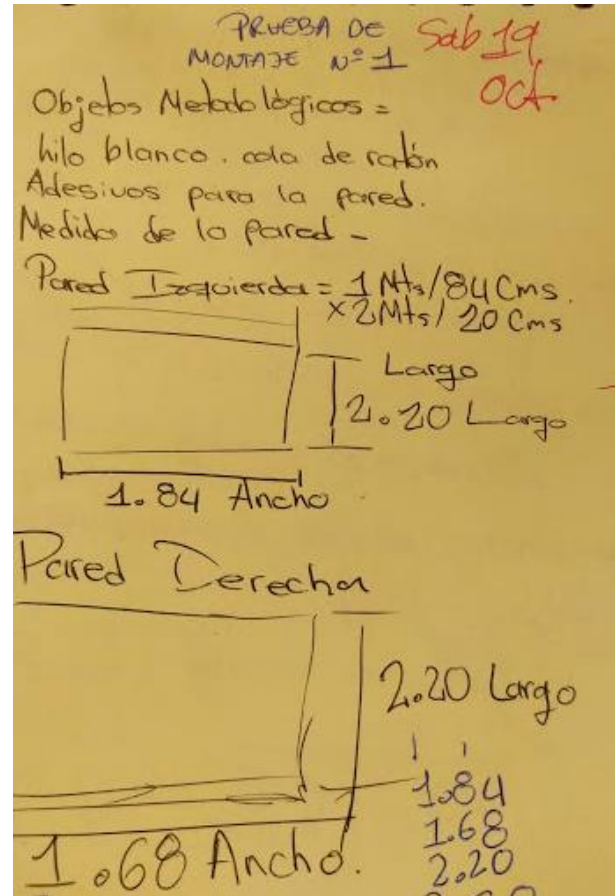 PRUEBA DE
MONTAJE Nº 1
Sab 19
Oct.
Objetos Metodológicos =
hilo blanco. cola de ratón
Adesivos para la pared.
Medida de la pared -
Pared Izquierda = 1 Mts/84 Cms.
x 2 Mts/ 20 Cms
Largo
2.20 Largo
1.84 Ancho
Pared Derecha
2.20 Largo
1.84
1.68
2.20
1.68 Ancho.